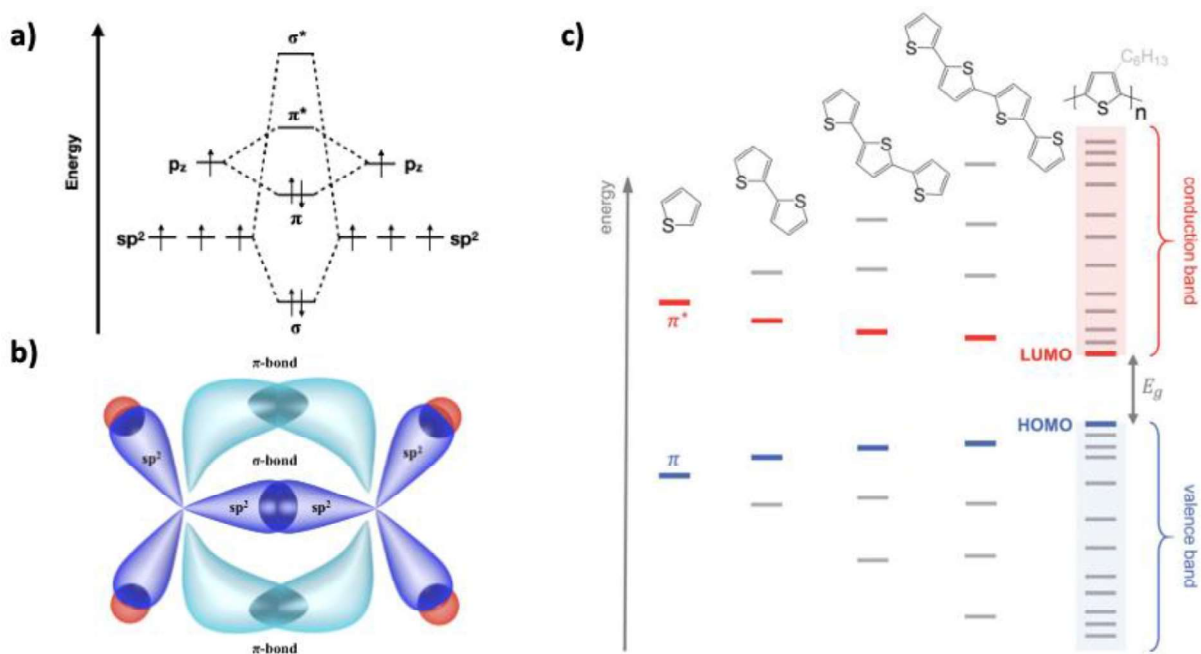 a)
Energy
σ*
π*
pz
pz
π
sp²
sp²
σ
b)
π-bond
sp²
sp²
σ-bond
sp²
sp²
π-bond
c)
energy
S
S
S
S
S
S
S
S
S
S
C₆H₁₃
S
n
π*
π
LUMO
HOMO
E_g
conduction band
valence band